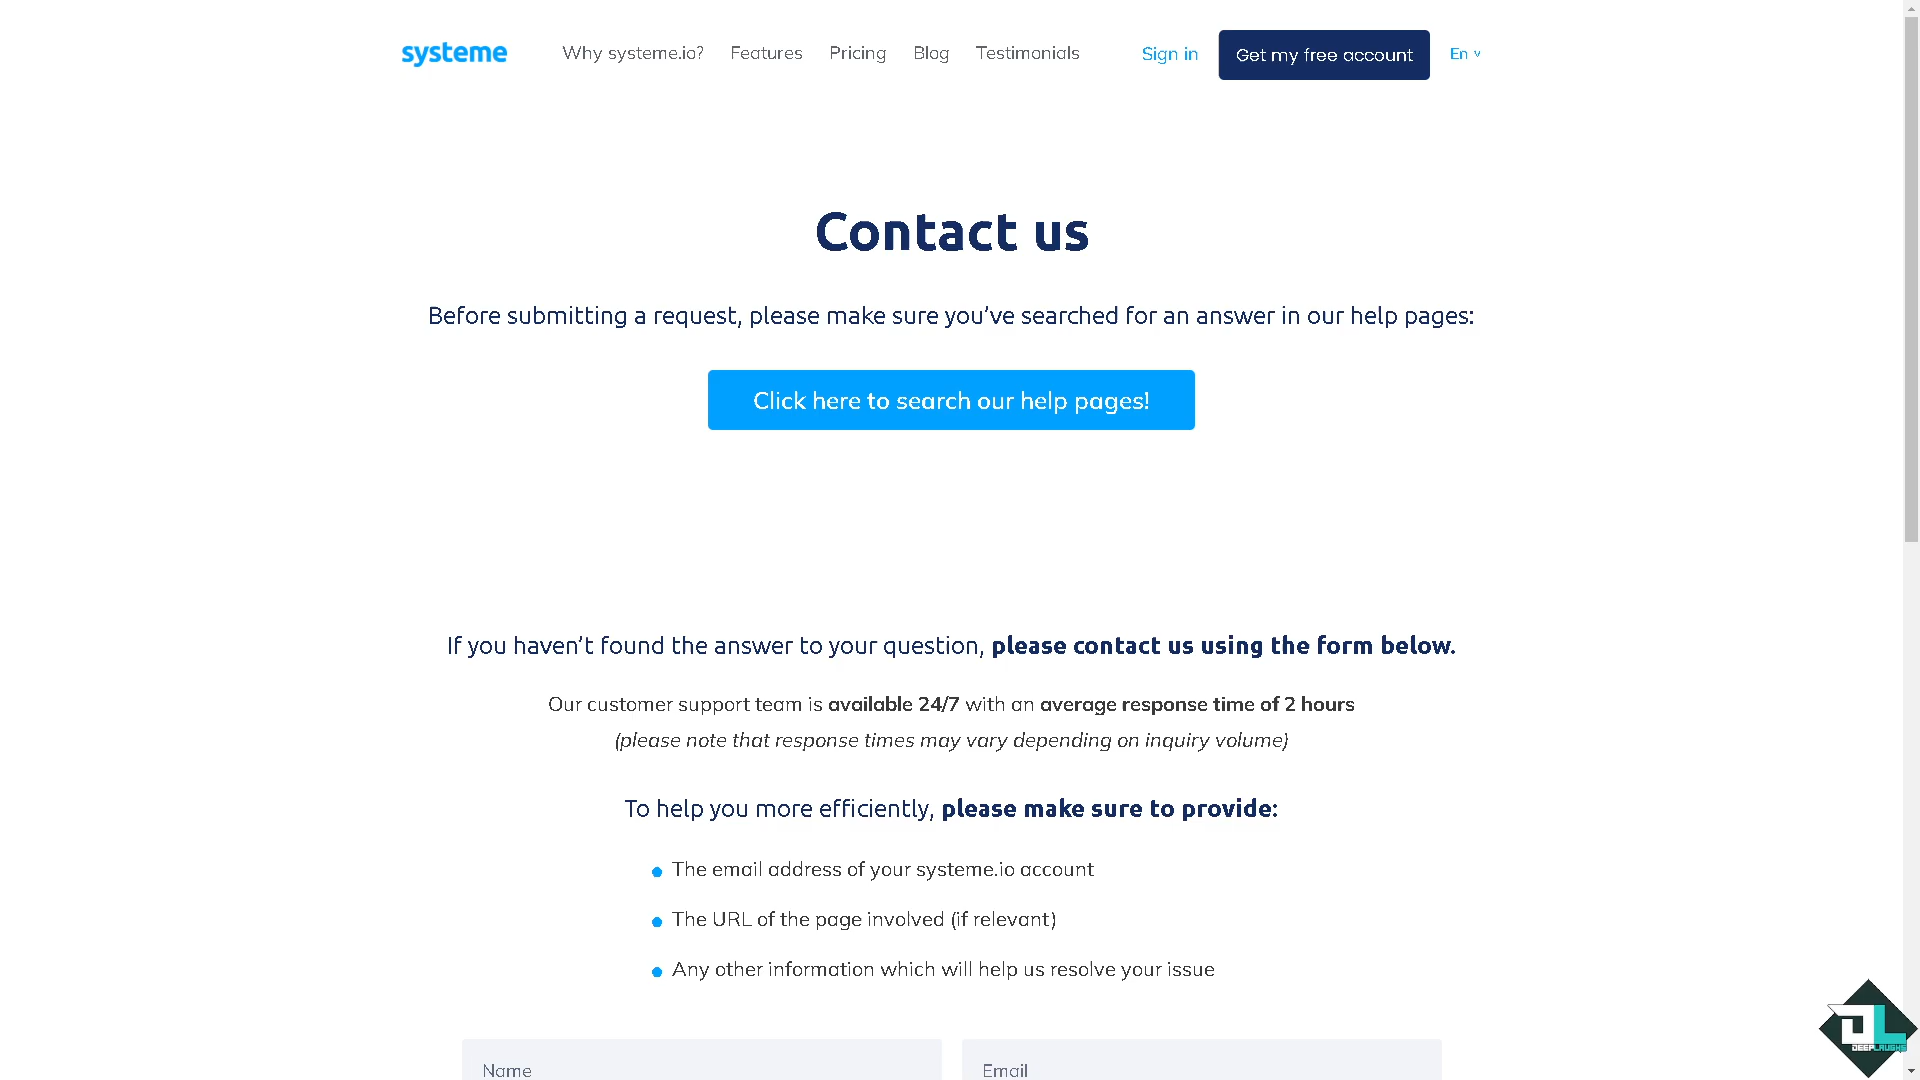 systeme
Why systeme.io?
Features
Pricing
Blog
Testimonials
Sign in
Get my free account
En v
Contact us
Before submitting a request, please make sure you’ve searched for an answer in our help pages:
Click here to search our help pages!
If you haven’t found the answer to your question, please contact us using the form below.
Our customer support team is available 24/7 with an average response time of 2 hours
(please note that response times may vary depending on inquiry volume)
To help you more efficiently, please make sure to provide:
The email address of your systeme.io account
The URL of the page involved (if relevant)
Any other information which will help us resolve your issue
Name
Email
DL
DEEPLAUGHS